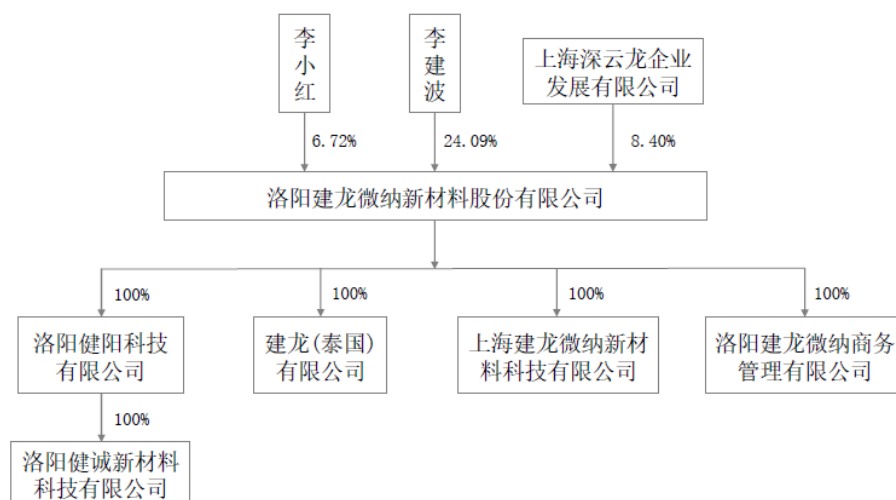 李小红
李建波
上海深云龙企业
发展有限公司
6.72%
24.09%
8.40%
洛阳建龙微纳新材料股份有限公司
100%
100%
100%
100%
洛阳健阳科技
有限公司
建龙(泰国)
有限公司
上海建龙微纳新材
料科技有限公司
洛阳建龙微纳商务
管理有限公司
100%
洛阳健诚新材料
科技有限公司